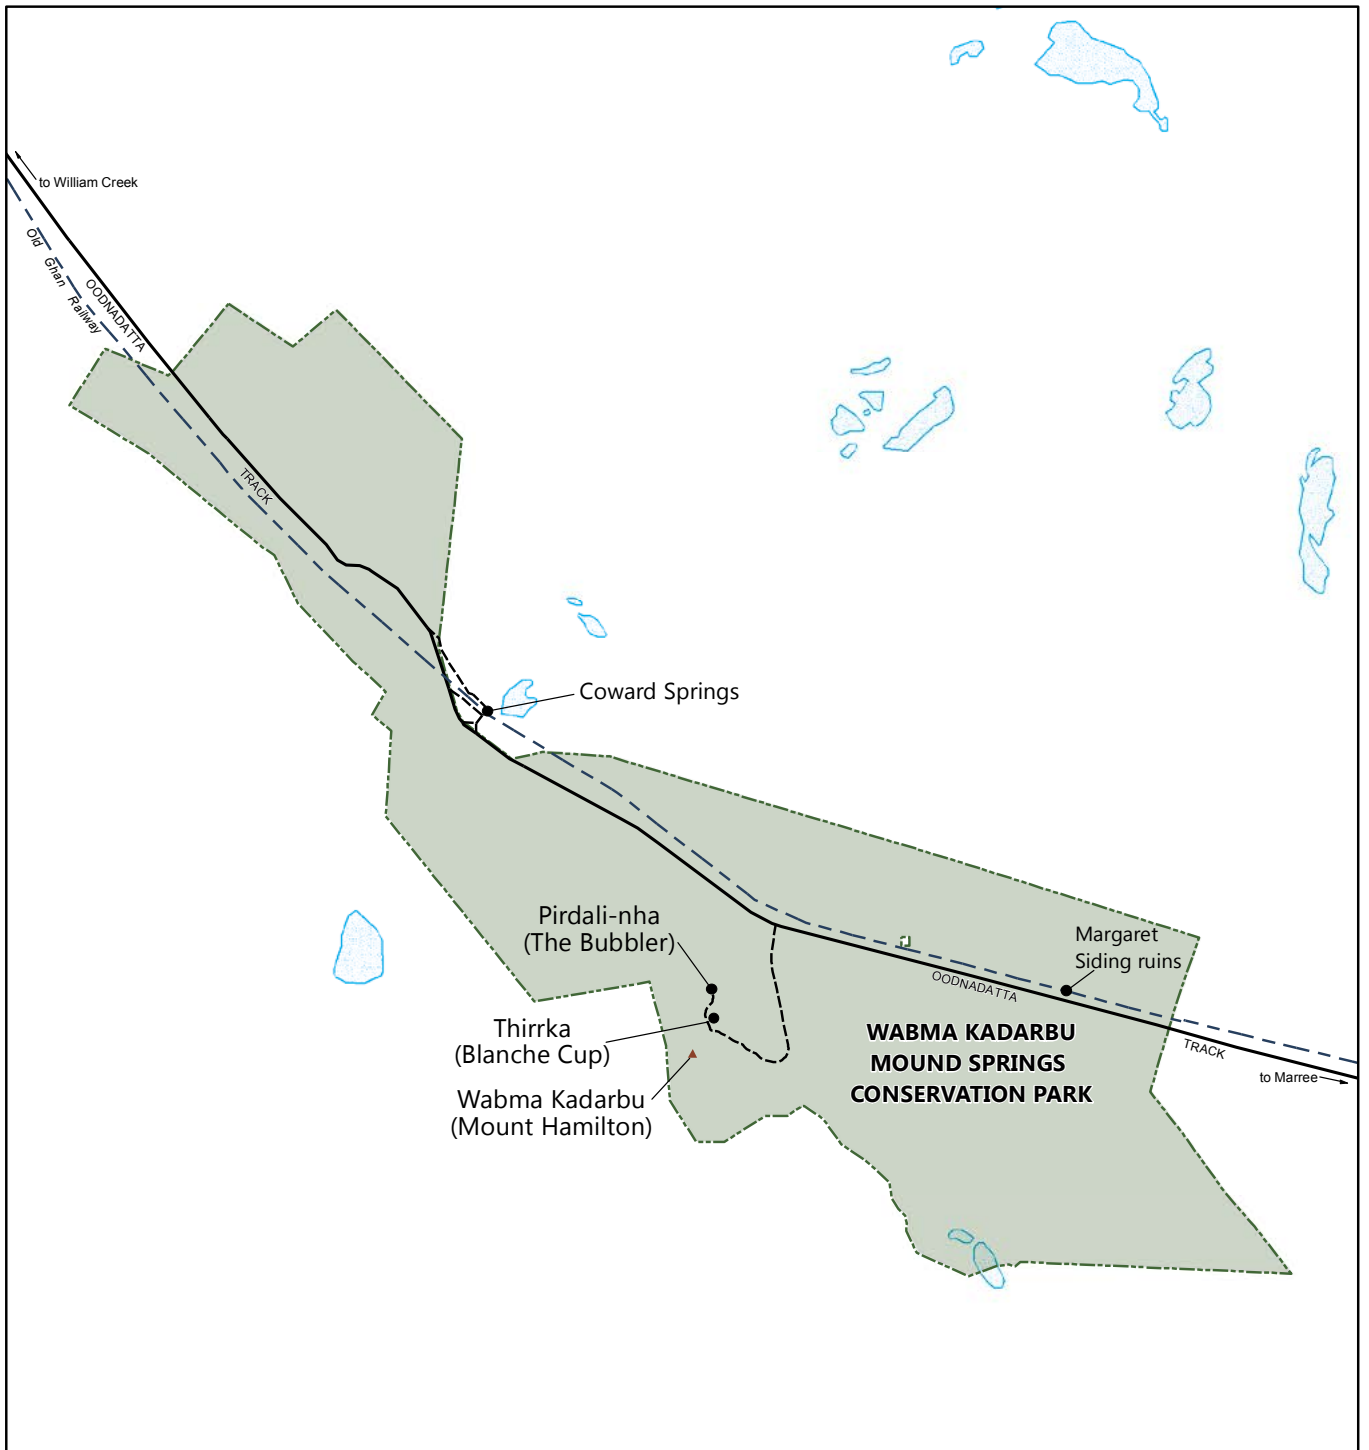 to William Creek
Old Ghan Railway
OODNADATTA
TRACK
Coward Springs
Pirdali-nha
(The Bubbler)
Margaret
Siding ruins
OODNADATTA
Thirrka
(Blanche Cup)
WABMA KADARBU
MOUND SPRINGS
CONSERVATION PARK
TRACK
to Marree
Wabma Kadarbu
(Mount Hamilton)